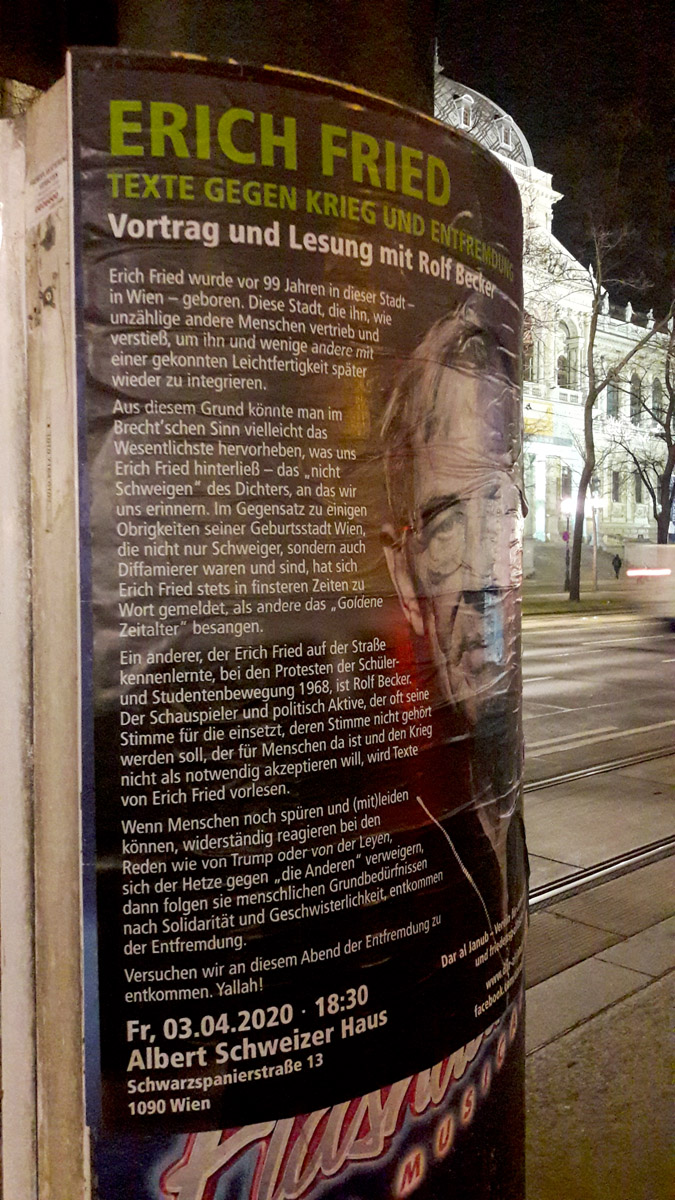 ERICH FRIED
TEXTE GEGEN KRIEG UND ENTFREMDUNG
Vortrag und Lesung mit Rolf Becker
Erich Fried wurde vor 99 Jahren in dieser Stadt –
in Wien – geboren. Diese Stadt, die ihn, wie
unzählige andere Menschen vertrieb und
verstieß, um ihn und wenige andere mit
einer gekonnten Leichtfertigkeit später
wieder zu integrieren.
Aus diesem Grund könnte man im
Brecht'schen Sinn vielleicht das
Wesentlichste hervorheben, was uns
Erich Fried hinterließ – das „nicht
Schweigen" des Dichters, an das wir
uns erinnern. Im Gegensatz zu einigen
Obrigkeiten seiner Geburtsstadt Wien,
die nicht nur Schweiger, sondern auch
Diffamierer waren und sind, hat sich
Erich Fried stets in finsteren Zeiten zu
Wort gemeldet, als andere das „Goldene
Zeitalter" besangen.
Ein anderer, der Erich Fried auf der Straße
kennenlernte, bei den Protesten der Schüler-
und Studentenbewegung 1968, ist Rolf Becker.
Der Schauspieler und politisch Aktive, der oft seine
Stimme für die einsetzt, deren Stimme nicht gehört
werden soll, der für Menschen da ist und den Krieg
nicht als notwendig akzeptieren will, wird Texte
von Erich Fried vorlesen.
Wenn Menschen noch spüren und (mit)leiden
können, widerständig reagieren bei den
Reden wie von Trump oder von der Leyen,
sich der Hetze gegen „die Anderen" verweigern,
dann folgen sie menschlichen Grundbedürfnissen
nach Solidarität und Geschwisterlichkeit, entkommen
der Entfremdung.
Versuchen wir an diesem Abend der Entfremdung zu
entkommen. Yallah!
Dar al Janub –
und
www.
facebook.
Fr, 03.04.2020 · 18:30
Albert Schweizer Haus
Schwarzspanierstraße 13
1090 Wien
MUSICAL